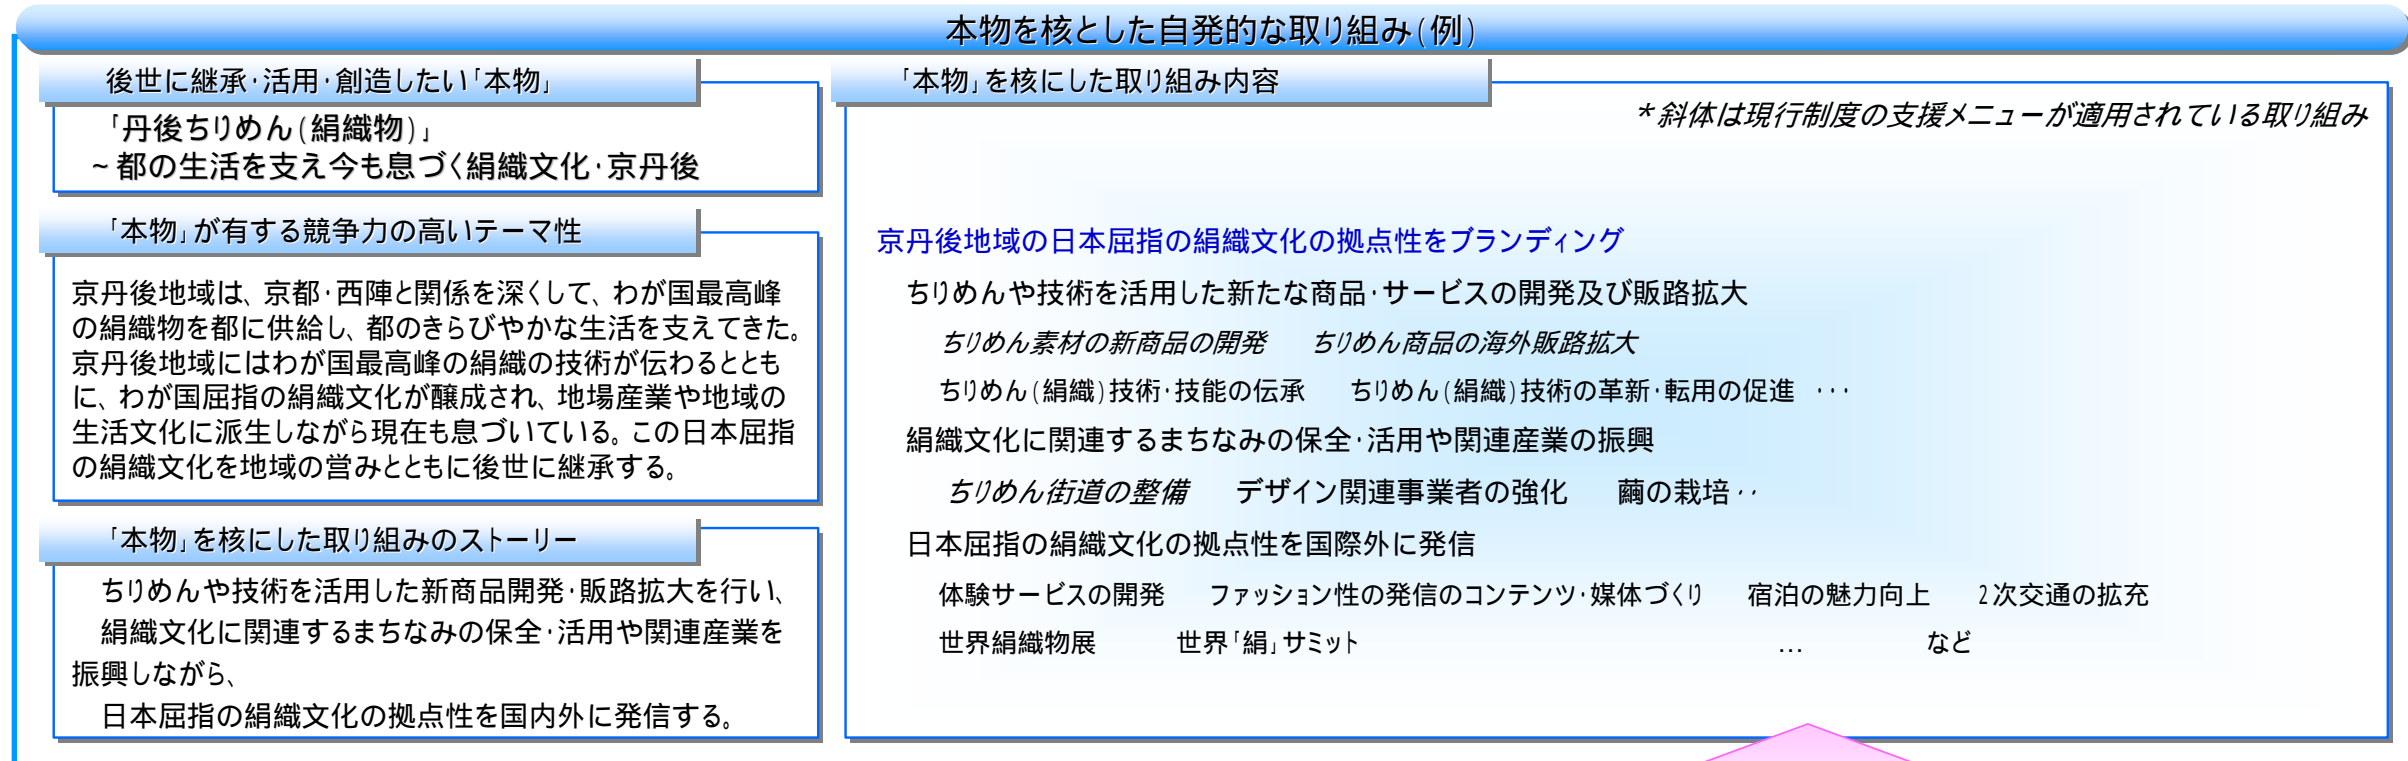 本物を核とした自発的な取り組み(例)
後世に継承・活用・創造したい「本物」
「丹後ちりめん(絹織物)」
~都の生活を支え今も息づく絹織文化・京丹後
「本物」が有する競争力の高いテーマ性
京丹後地域は、京都・西陣と関係を深くして、わが国最高峰
の絹織物を都に供給し、都のきらびやかな生活を支えてきた。
京丹後地域にはわが国最高峰の絹織の技術が伝わるととも
に、わが国屈指の絹織文化が醸成され、地場産業や地域の
生活文化に派生しながら現在も息づいている。この日本屈指
の絹織文化を地域の営みとともに後世に継承する。
「本物」を核にした取り組みのストーリー
ちりめんや技術を活用した新商品開発・販路拡大を行い、
絹織文化に関連するまちなみの保全・活用や関連産業を
振興しながら、
日本屈指の絹織文化の拠点性を国内外に発信する。
「本物」を核にした取り組み内容
*斜体は現行制度の支援メニューが適用されている取り組み
京丹後地域の日本屈指の絹織文化の拠点性をブランディング
ちりめんや技術を活用した新たな商品・サービスの開発及び販路拡大
ちりめん素材の新商品の開発 ちりめん商品の海外販路拡大
ちりめん(絹織)技術・技能の伝承 ちりめん(絹織)技術の革新・転用の促進 ・・・
絹織文化に関連するまちなみの保全・活用や関連産業の振興
ちりめん街道の整備 デザイン関連事業者の強化 繭の栽培・・
日本屈指の絹織文化の拠点性を国際外に発信
体験サービスの開発 ファッション性の発信のコンテンツ・媒体づくり 宿泊の魅力向上 2次交通の拡充
世界絹織物展 世界「絹」サミット … など